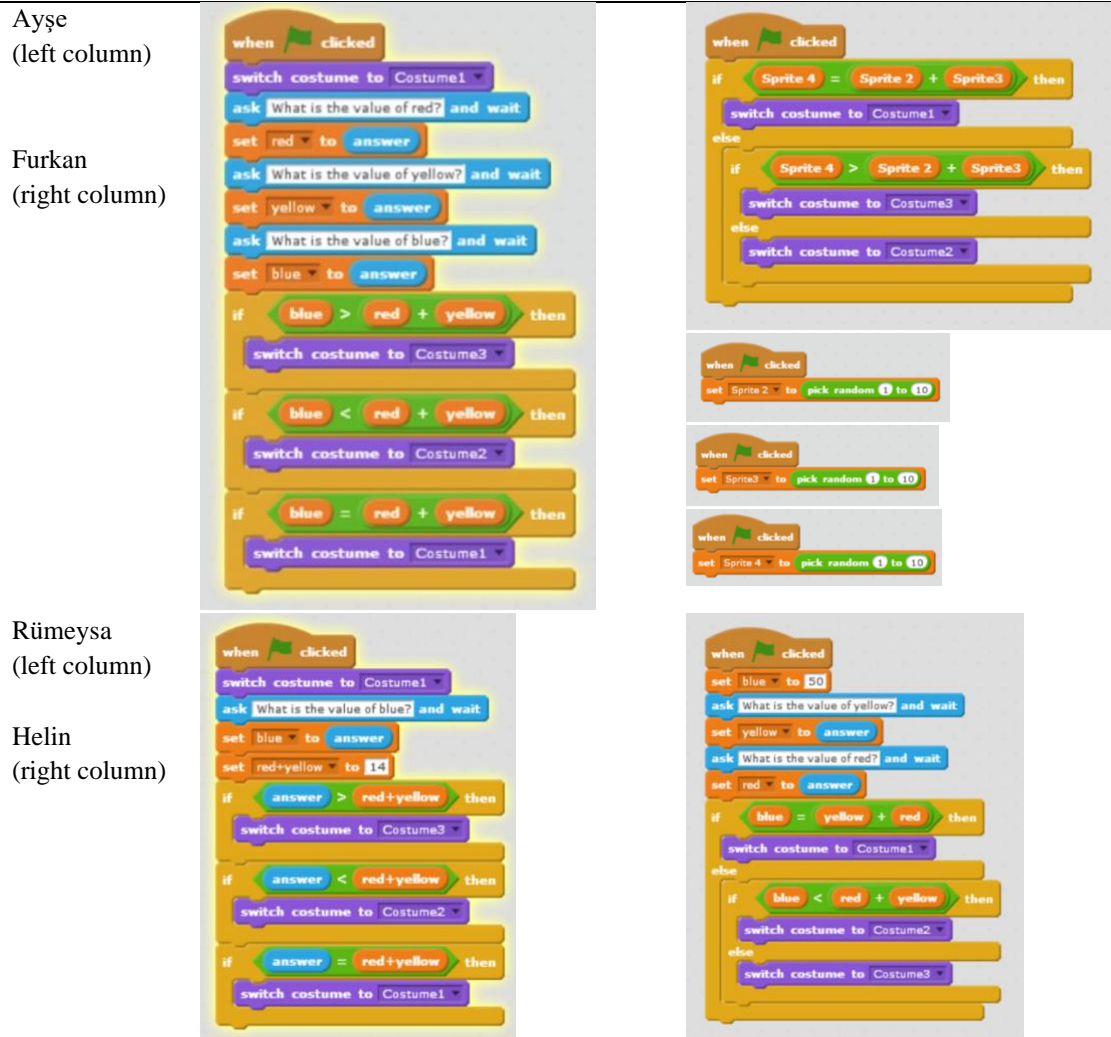 Ayşe
(left column)
Furkan
(right column)
when clicked
switch costume to Costume1
ask What is the value of red? and wait
set red to answer
ask What is the value of yellow? and wait
set yellow to answer
ask What is the value of blue? and wait
set blue to answer
if blue > red + yellow then
switch costume to Costume3
if blue < red + yellow then
switch costume to Costume2
if blue = red + yellow then
switch costume to Costume1
when clicked
if Sprite 4 = Sprite 2 + Sprite3 then
switch costume to Costume1
else
if Sprite 4 > Sprite 2 + Sprite3 then
switch costume to Costume3
else
switch costume to Costume2
when clicked
set Sprite 2 to pick random 1 to 10
when clicked
set Sprite3 to pick random 1 to 10
when clicked
set Sprite 4 to pick random 1 to 10
Rümeysa
(left column)
Helin
(right column)
when clicked
switch costume to Costume1
ask What is the value of blue? and wait
set blue to answer
set red+yellow to 14
if answer > red+yellow then
switch costume to Costume3
if answer < red+yellow then
switch costume to Costume2
if answer = red+yellow then
switch costume to Costume1
when clicked
set blue to 50
ask What is the value of yellow? and wait
set yellow to answer
ask What is the value of red? and wait
set red to answer
if blue = yellow + red then
switch costume to Costume1
else
if blue < red + yellow then
switch costume to Costume2
else
switch costume to Costume3